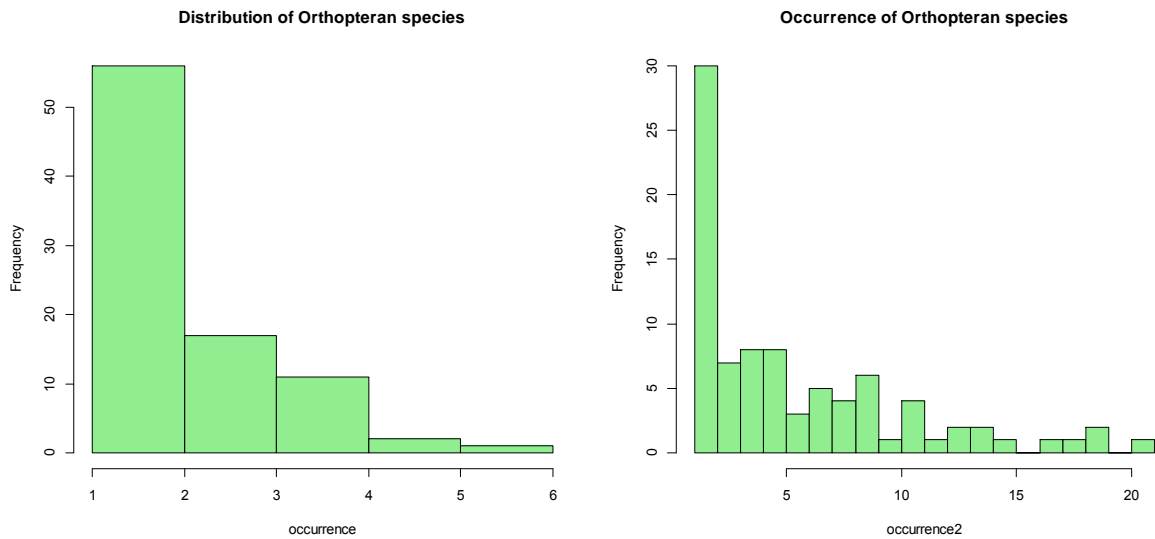 Distribution of Orthopteran species
Frequency
50
40
30
20
10
0
1 2 3 4 5 6
occurrence
Occurrence of Orthopteran species
Frequency
30
25
20
15
10
5
0
5 10 15 20
occurrence2